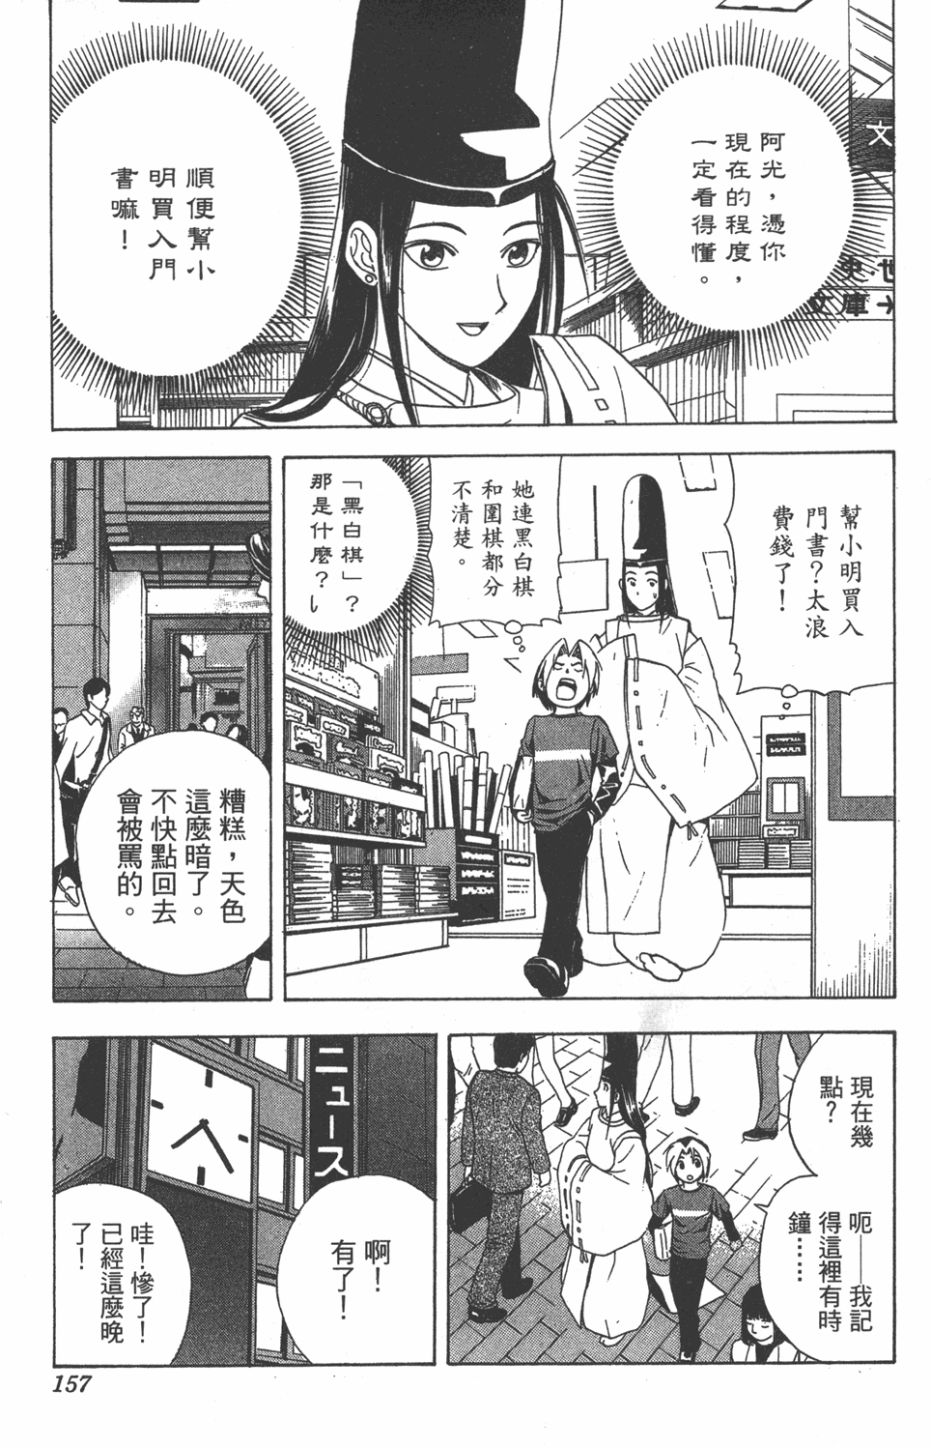 阿光，憑你
現在的程度，
一定看得懂。
順便幫小
明買入門
書嘛！
文
史 世
文庫→
幫小明買入
門書？太浪
費錢了！
她連黑白棋
和圍棋都分
不清楚。
「黑白棋」？
那是什麼？
糟糕，天色
這麼暗了。
不快點回去
會被罵的。
現在幾
點？
呃——我記
得這裡有時
鐘……
ニュース
啊！
有了！
哇！慘了！
已經這麼晚
了！
157